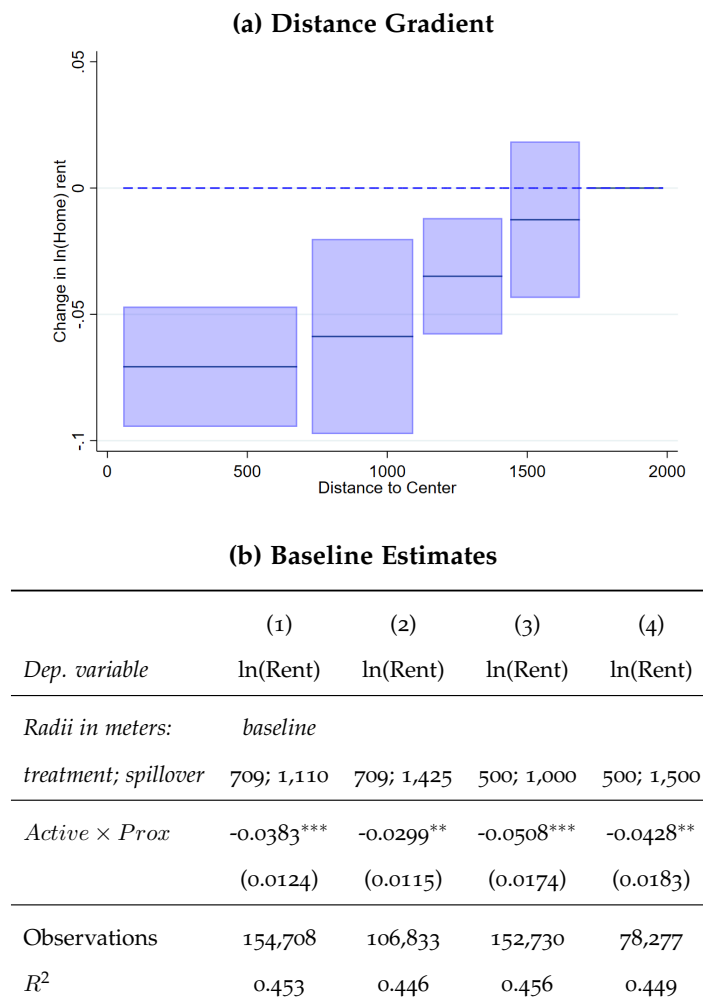 (a) Distance Gradient
.05
0
-.05
-.1
Change in ln(Home) rent
0 500 1000 1500 2000
Distance to Center
(b) Baseline Estimates
(1) (2) (3) (4)
Dep. variable ln(Rent) ln(Rent) ln(Rent) ln(Rent)
Radii in meters: baseline
treatment; spillover 709; 1,110 709; 1,425 500; 1,000 500; 1,500
Active × Prox -0.0383*** -0.0299** -0.0508*** -0.0428**
(0.0124) (0.0115) (0.0174) (0.0183)
Observations 154,708 106,833 152,730 78,277
R² 0.453 0.446 0.456 0.449